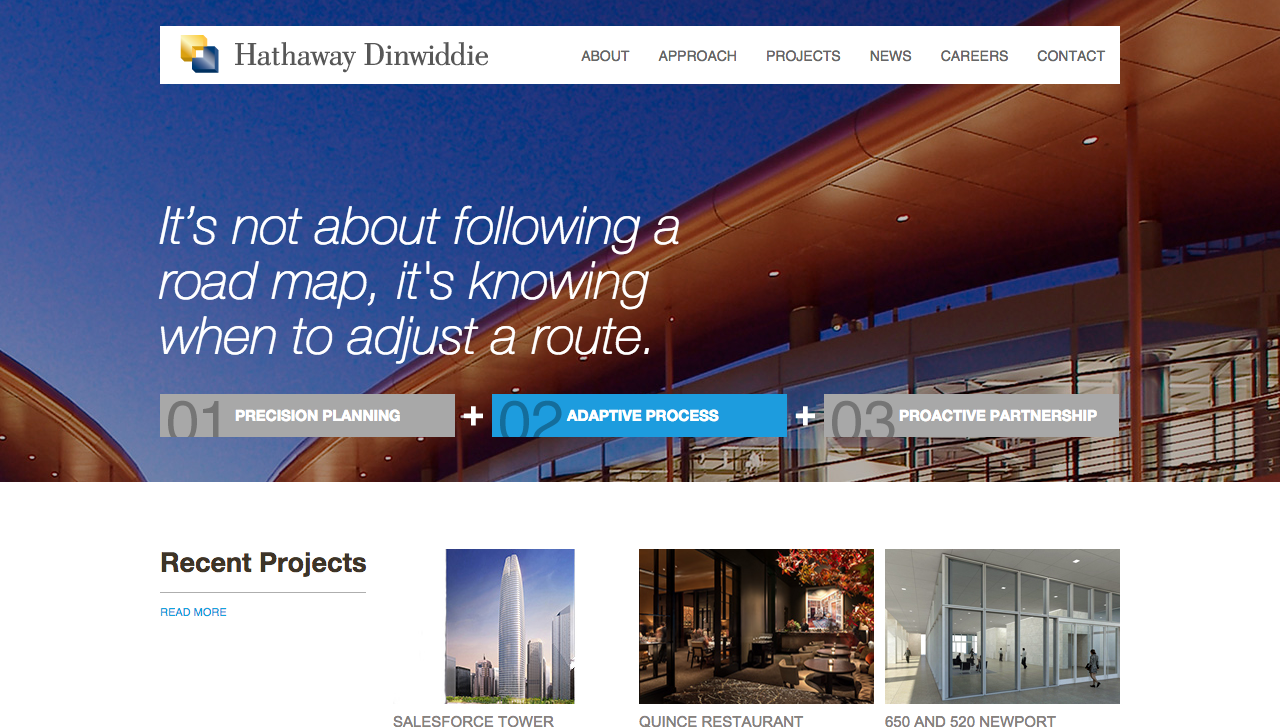 Hathaway Dinwiddie
ABOUT APPROACH PROJECTS NEWS CAREERS CONTACT
It’s not about following a
road map, it's knowing
when to adjust a route.
01 PRECISION PLANNING + 02 ADAPTIVE PROCESS + 03 PROACTIVE PARTNERSHIP
Recent Projects
READ MORE
SALESFORCE TOWER
QUINCE RESTAURANT
650 AND 520 NEWPORT